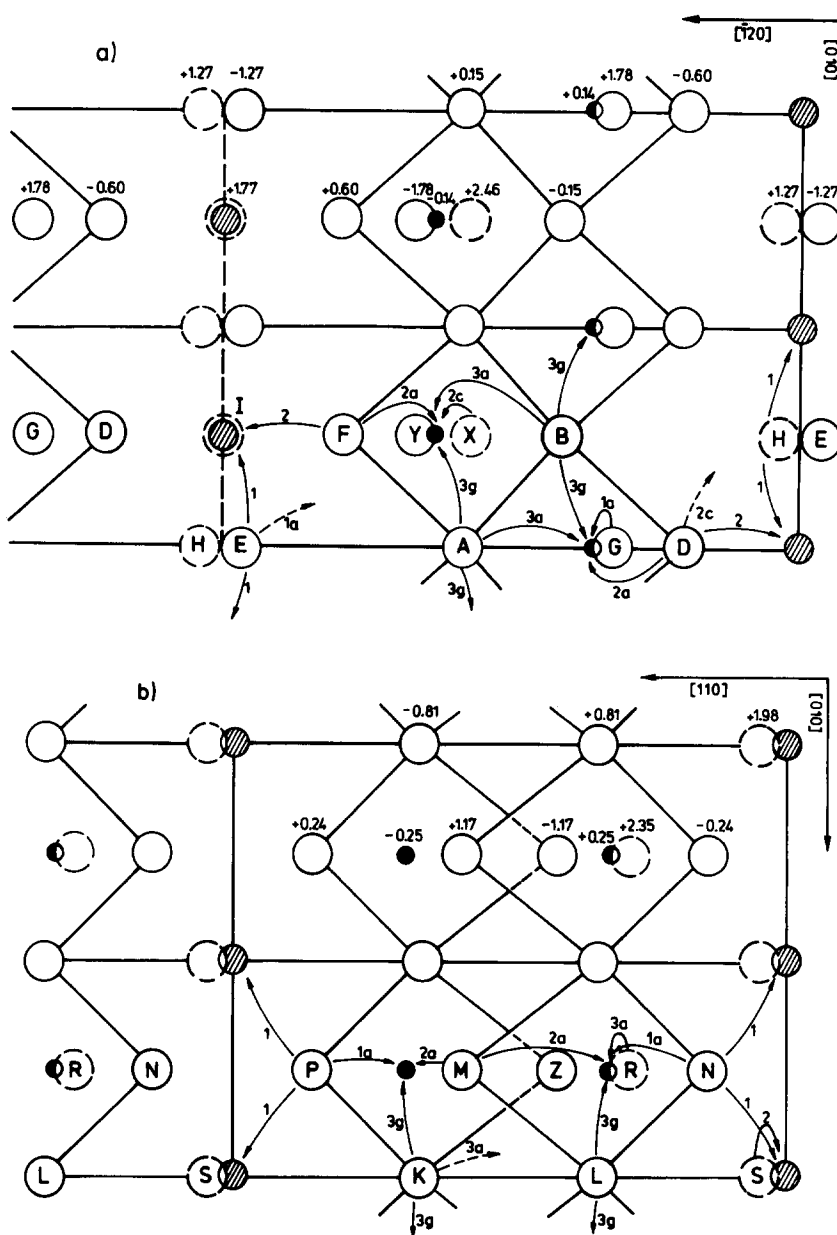 [1̄20]
a)
[010]
+1.27 -1.27 +0.15 +1.78 -0.60
+0.14
+1.78 -0.60 +1.77 +0.60 -1.78 -0.14 +2.46 -0.15 +1.27 -1.27
3a 3g 1
I 2 2a 2c
G D F Y X B H E
1 1a 3g 3g 1a 2c 1
3a 2
H E A G D
1 3g 2a
b)
[110]
[010]
-0.81 +0.81 +1.98
+0.24 -0.25 +1.17 -1.17 +0.25 +2.35 -0.24
1 1a 2a 2a 3a 1a 1
R N P M Z R N
1 3g 3a 3g 1 2
L S K L S
3g 3g